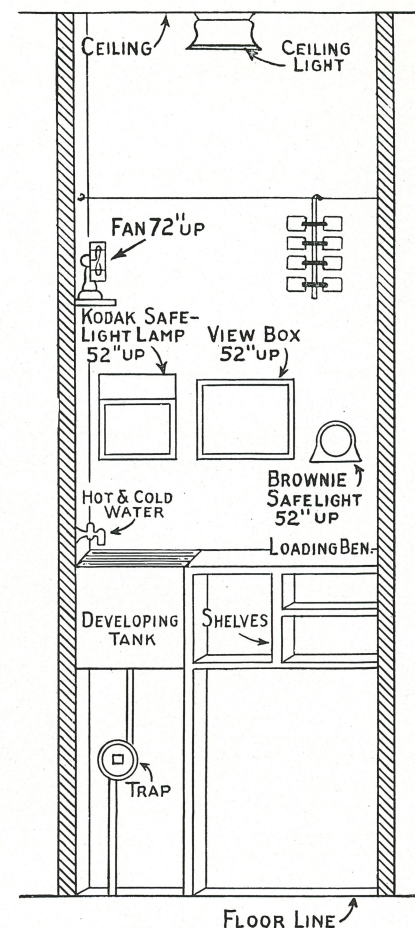 CEILING
CEILING
LIGHT
FAN 72" UP
KODAK SAFE-
LIGHT LAMP
52" UP
VIEW BOX
52" UP
BROWNIE
SAFELIGHT
52" UP
HOT & COLD
WATER
LOADING BEN-
DEVELOPING
TANK
SHELVES
TRAP
FLOOR LINE